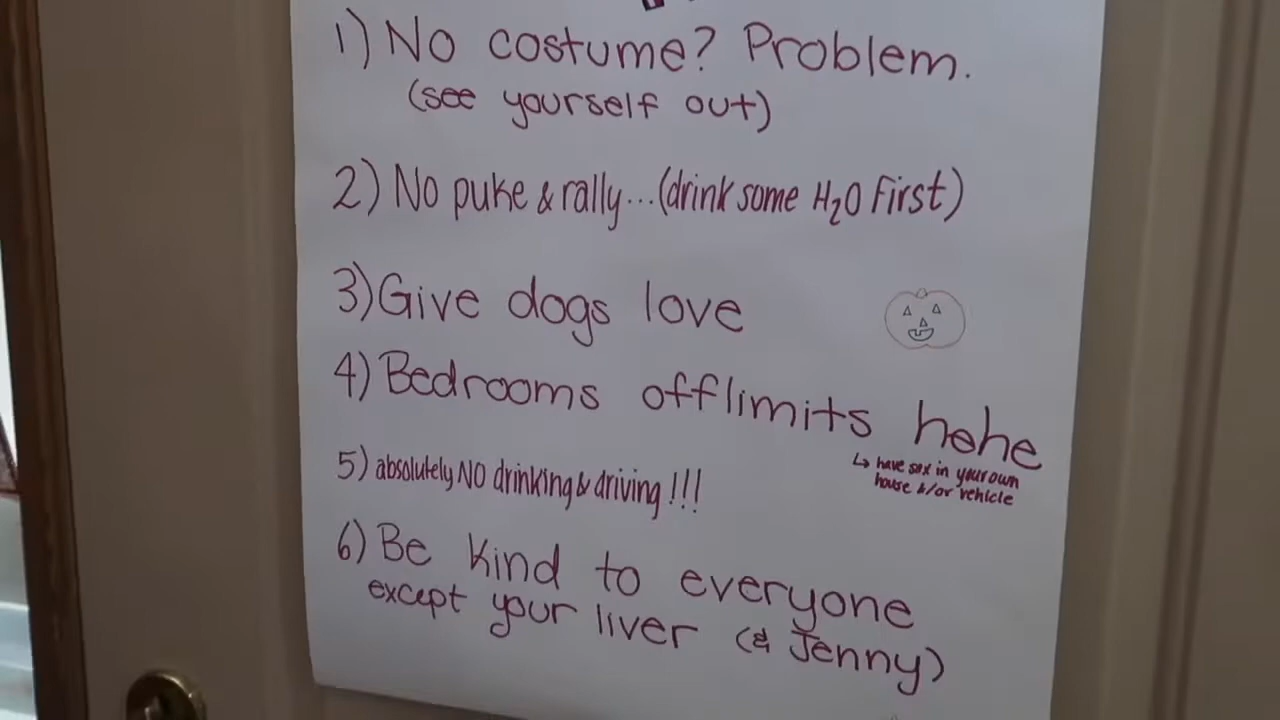 1) No costume? Problem.
(see yourself out)
2) No puke & rally...(drink some H₂O First)
3) Give dogs love
4) Bedrooms offlimits hehe
↳ have sex in your own
house &/or vehicle
5) absolutely NO drinking & driving!!!
6) Be kind to everyone
except your liver (& Jenny)